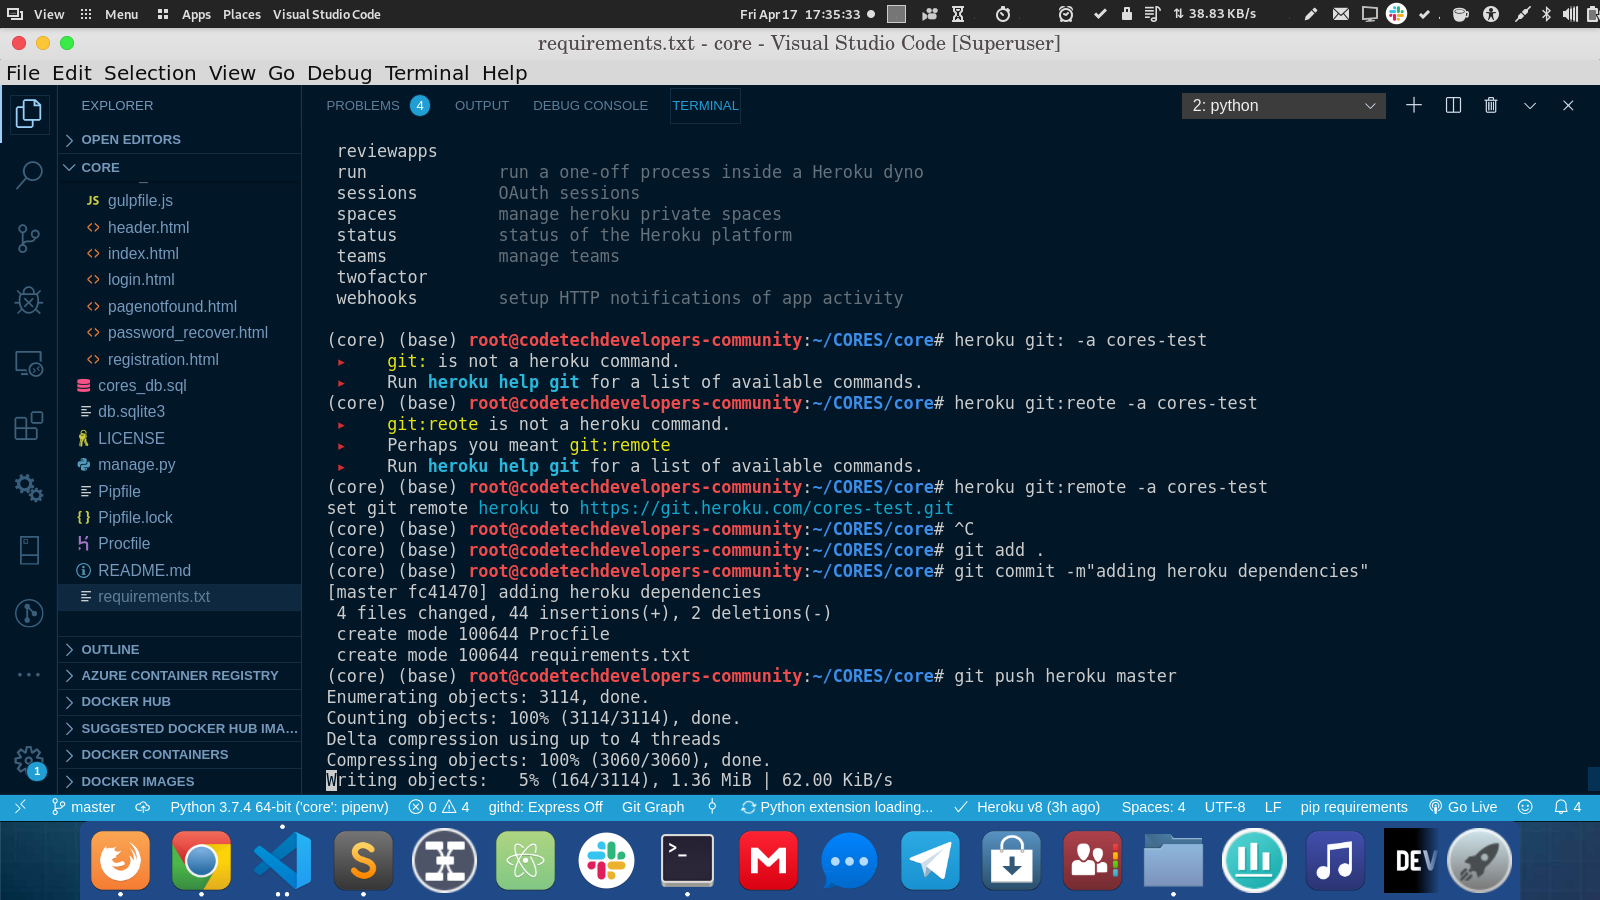 View Menu Apps Places Visual Studio Code Fri Apr 17 17:35:33 38.83 KB/s
requirements.txt - core - Visual Studio Code [Superuser]
File Edit Selection View Go Debug Terminal Help
EXPLORER
OPEN EDITORS
CORE
JS gulpfile.js
<> header.html
<> index.html
<> login.html
<> pagenotfound.html
<> password_recover.html
<> registration.html
cores_db.sql
db.sqlite3
LICENSE
manage.py
Pipfile
{} Pipfile.lock
Procfile
README.md
requirements.txt
OUTLINE
AZURE CONTAINER REGISTRY
DOCKER HUB
SUGGESTED DOCKER HUB IMA...
DOCKER CONTAINERS
DOCKER IMAGES
1
PROBLEMS 4 OUTPUT DEBUG CONSOLE TERMINAL 2: python
reviewapps
run run a one-off process inside a Heroku dyno
sessions OAuth sessions
spaces manage heroku private spaces
status status of the Heroku platform
teams manage teams
twofactor
webhooks setup HTTP notifications of app activity
(core) (base) root@codetechdevelopers-community:~/CORES/core# heroku git: -a cores-test
▸ git: is not a heroku command.
▸ Run heroku help git for a list of available commands.
(core) (base) root@codetechdevelopers-community:~/CORES/core# heroku git:reote -a cores-test
▸ git:reote is not a heroku command.
▸ Perhaps you meant git:remote
▸ Run heroku help git for a list of available commands.
(core) (base) root@codetechdevelopers-community:~/CORES/core# heroku git:remote -a cores-test
set git remote heroku to https://git.heroku.com/cores-test.git
(core) (base) root@codetechdevelopers-community:~/CORES/core# ^C
(core) (base) root@codetechdevelopers-community:~/CORES/core# git add .
(core) (base) root@codetechdevelopers-community:~/CORES/core# git commit -m"adding heroku dependencies"
[master fc41470] adding heroku dependencies
4 files changed, 44 insertions(+), 2 deletions(-)
create mode 100644 Procfile
create mode 100644 requirements.txt
(core) (base) root@codetechdevelopers-community:~/CORES/core# git push heroku master
Enumerating objects: 3114, done.
Counting objects: 100% (3114/3114), done.
Delta compression using up to 4 threads
Compressing objects: 100% (3060/3060), done.
Writing objects: 5% (164/3114), 1.36 MiB | 62.00 KiB/s
master Python 3.7.4 64-bit ('core': pipenv) 0 4 githd: Express Off Git Graph Python extension loading... Heroku v8 (3h ago) Spaces: 4 UTF-8 LF pip requirements Go Live 4
S >_ M DEV